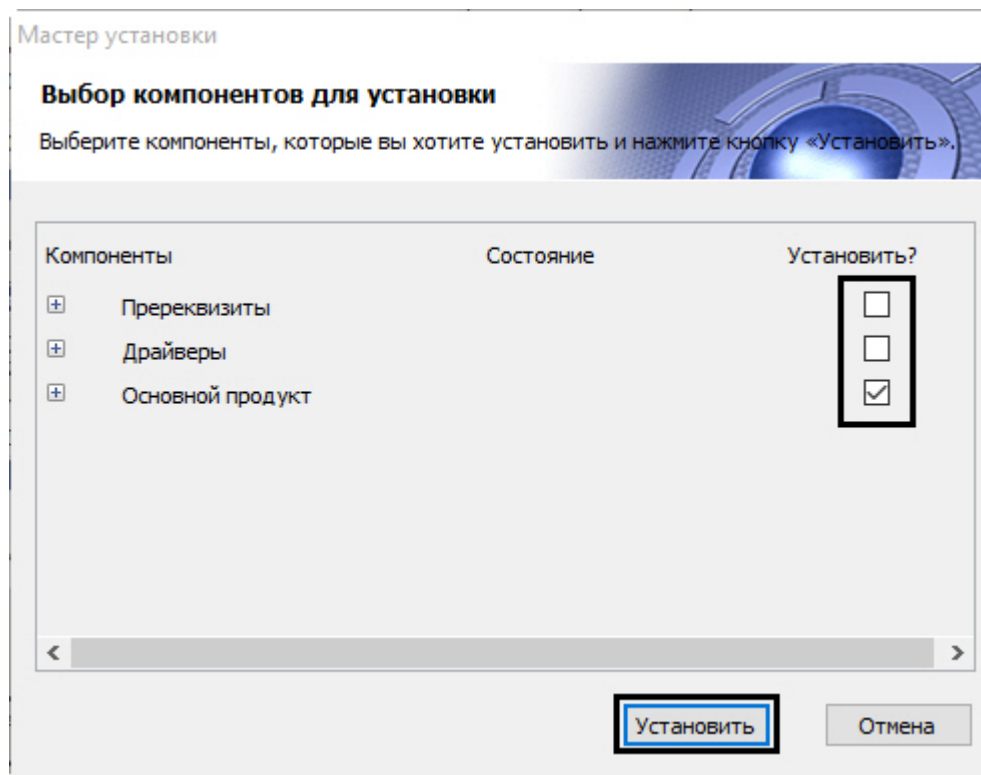 Мастер установки
Выбор компонентов для установки
Выберите компоненты, которые вы хотите установить и нажмите кнопку «Установить».
Компоненты Состояние Установить?
Пререквизиты
Драйверы
Основной продукт
Установить Отмена